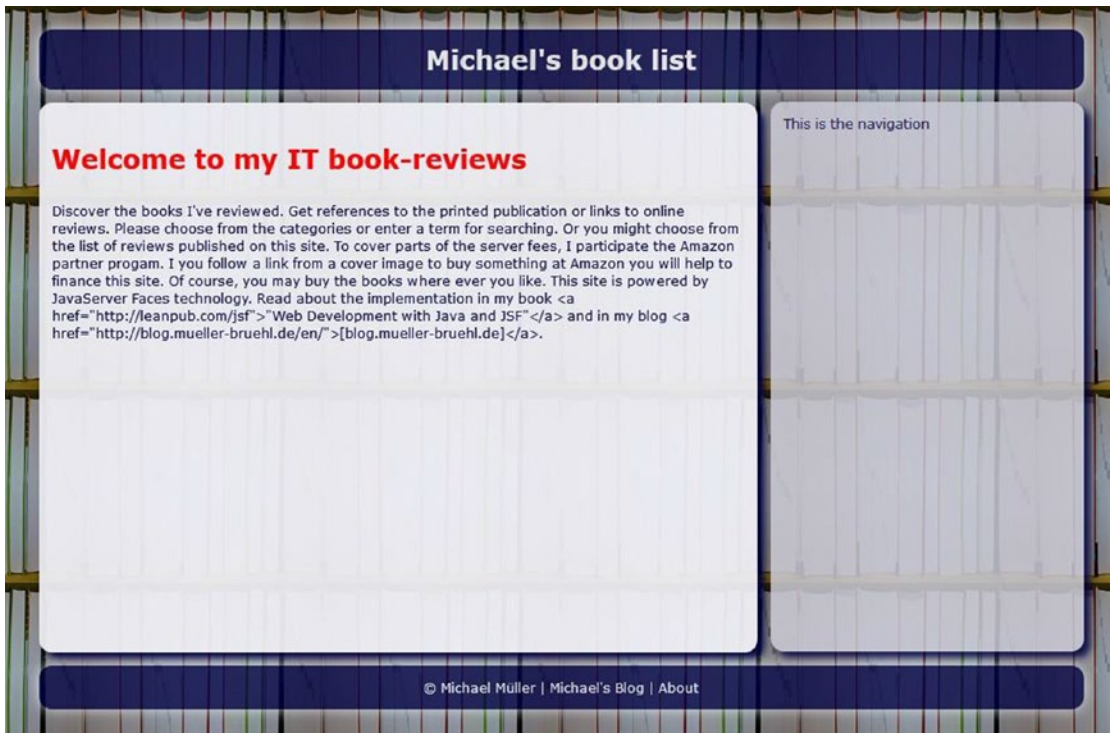 Michael's book list
Welcome to my IT book-reviews
Discover the books I've reviewed. Get references to the printed publication or links to online
reviews. Please choose from the categories or enter a term for searching. Or you might choose from
the list of reviews published on this site. To cover parts of the server fees, I participate the Amazon
partner progam. I you follow a link from a cover image to buy something at Amazon you will help to
finance this site. Of course, you may buy the books where ever you like. This site is powered by
JavaServer Faces technology. Read about the implementation in my book <a
href="http://leanpub.com/jsf">"Web Development with Java and JSF"</a> and in my blog <a
href="http://blog.mueller-bruehl.de/en/">[blog.mueller-bruehl.de]</a>.
This is the navigation
© Michael Müller | Michael's Blog | About